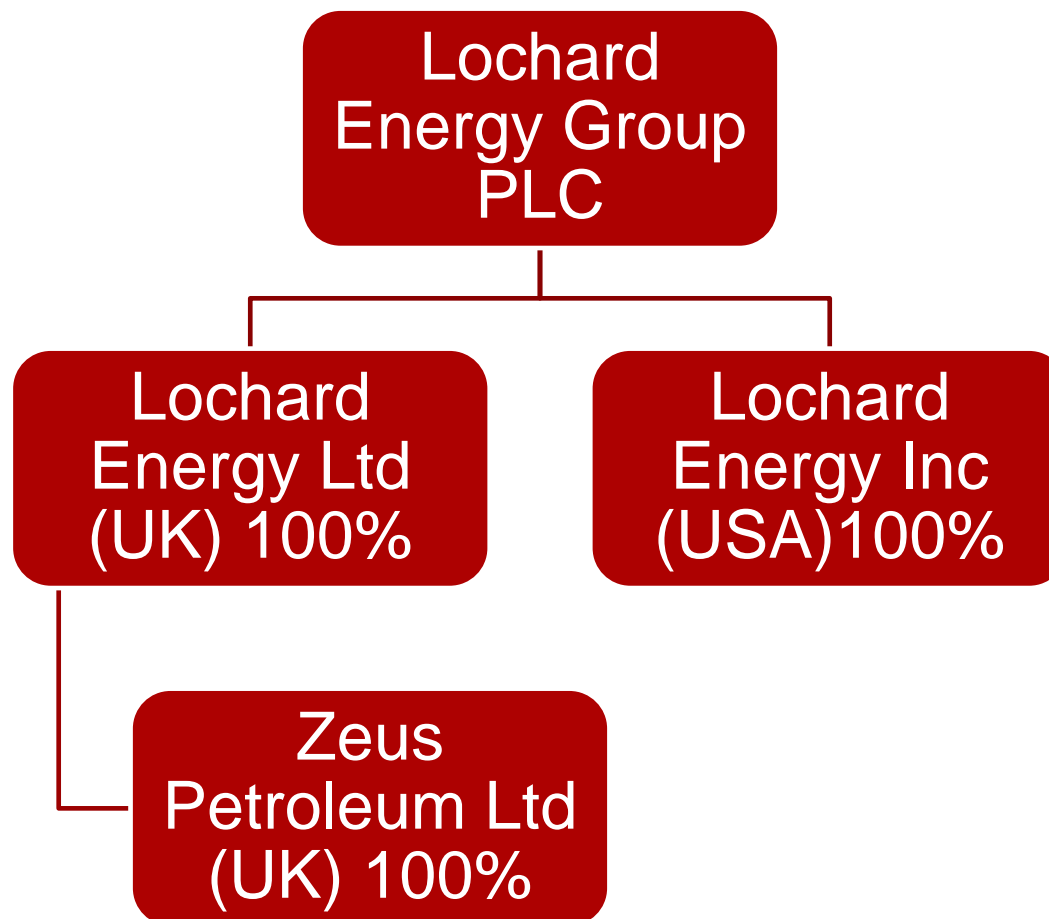 Lochard
Energy Group
PLC
Lochard
Energy Ltd
(UK) 100%
Lochard
Energy Inc
(USA)100%
Zeus
Petroleum Ltd
(UK) 100%